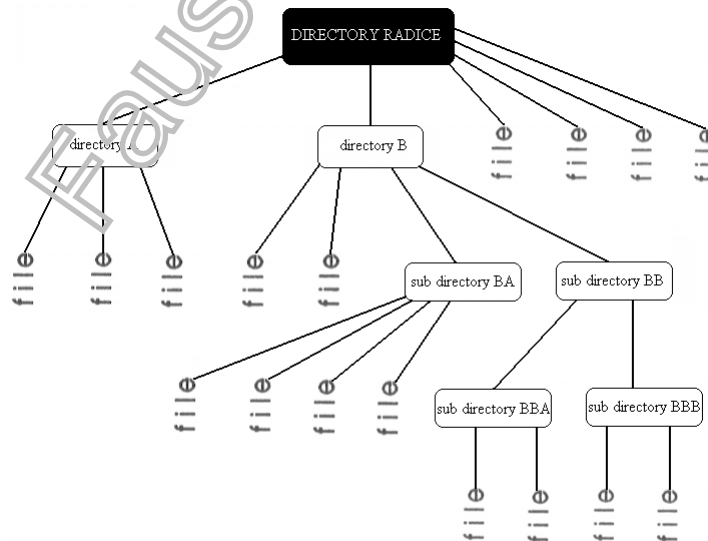 Faus
DIRECTORY RADICE
directory A
directory B
file
file
file
file
file
file
file
file
file
sub directory BA
sub directory BB
file
file
file
file
sub directory BBA
sub directory BBB
file
file
file
file